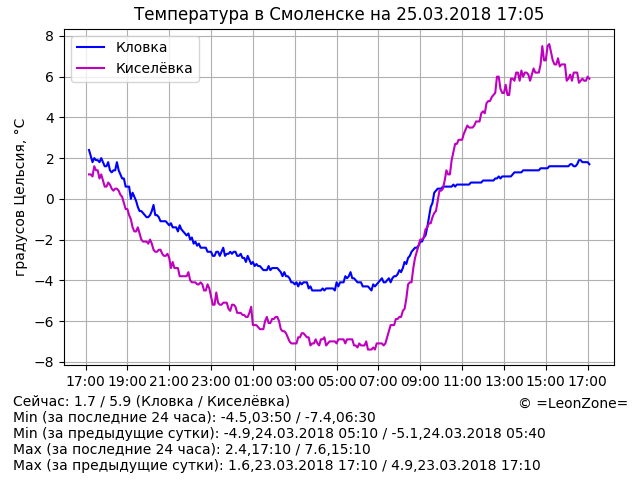 Температура в Смоленске на 25.03.2018 17:05
Кловка
Киселёвка
градусов Цельсия, °C
8
6
4
2
0
−2
−4
−6
−8
17:00 19:00 21:00 23:00 01:00 03:00 05:00 07:00 09:00 11:00 13:00 15:00 17:00
Сейчас: 1.7 / 5.9 (Кловка / Киселёвка)
© =LeonZone=
Min (за последние 24 часа): -4.5,03:50 / -7.4,06:30
Min (за предыдущие сутки): -4.9,24.03.2018 05:10 / -5.1,24.03.2018 05:40
Max (за последние 24 часа): 2.4,17:10 / 7.6,15:10
Max (за предыдущие сутки): 1.6,23.03.2018 17:10 / 4.9,23.03.2018 17:10